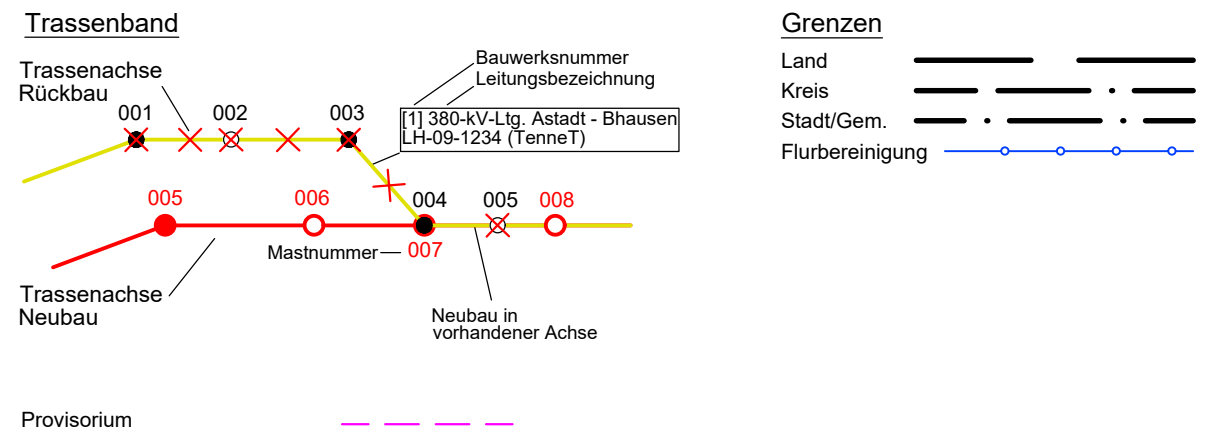 Trassenband
Bauwerksnummer
Leitungsbezeichnung
Trassenachse
Rückbau
001
002
003
[1] 380-kV-Ltg. Astadt - Bhausen
LH-09-1234 (TenneT)
005
006
004
005
008
Mastnummer
007
Trassenachse
Neubau
Neubau in
vorhandener Achse
Provisorium
Grenzen
Land
Kreis
Stadt/Gem.
Flurbereinigung